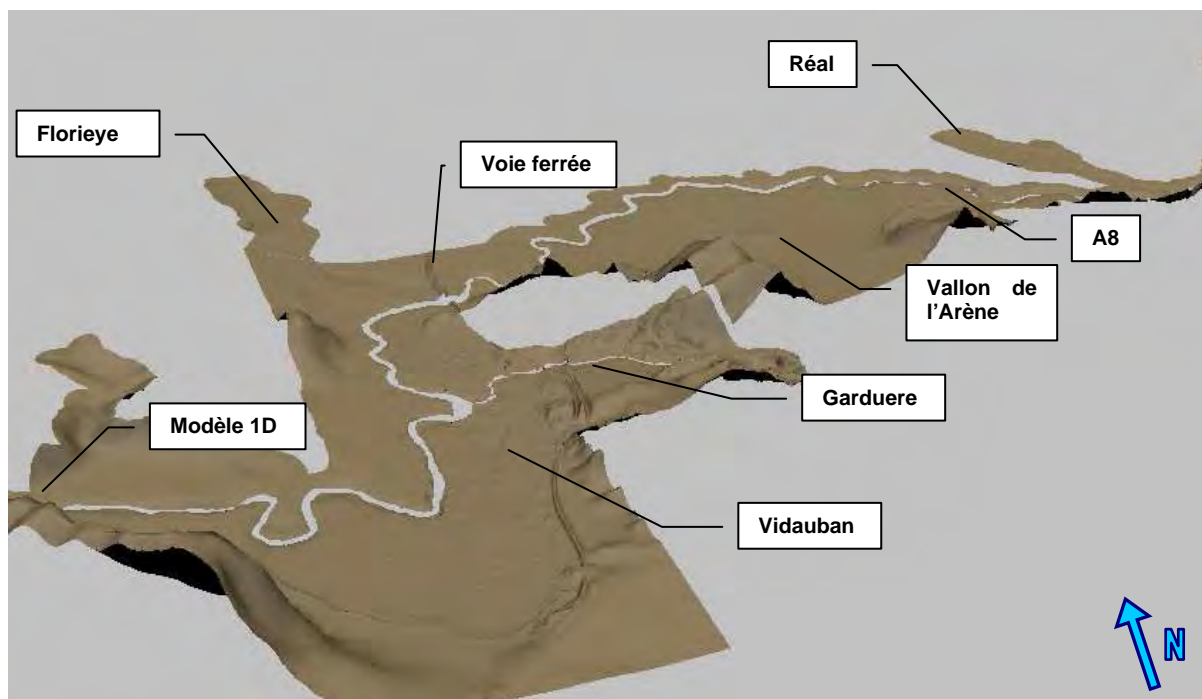 Réal
Florieye
Voie ferrée
A8
Vallon de
l'Arène
Garduere
Modèle 1D
Vidauban
N